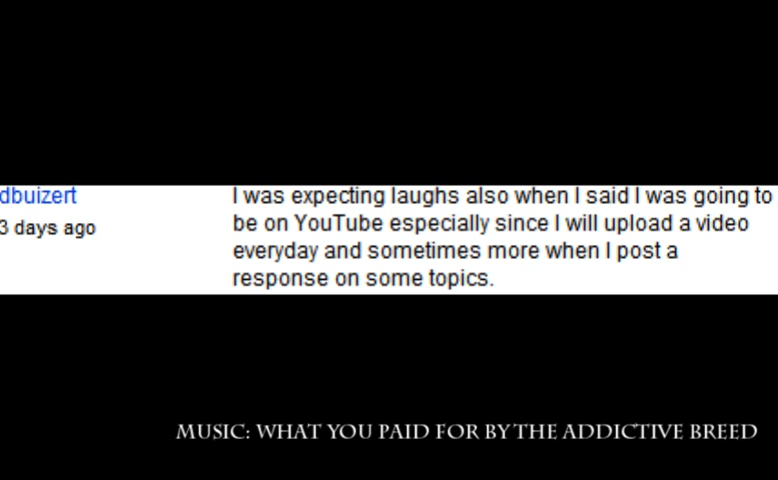 dbuizert
3 days ago
I was expecting laughs also when I said I was going to
be on YouTube especially since I will upload a video
everyday and sometimes more when I post a
response on some topics.
MUSIC: WHAT YOU PAID FOR BY THE ADDICTIVE BREED